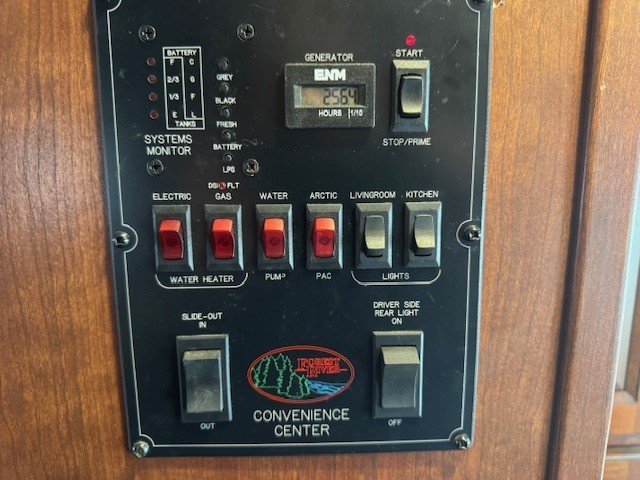 BATTERY
F C
2/3 G
1/3 F
E L
TANKS
SYSTEMS
MONITOR
GREY
BLACK
FRESH
BATTERY
LPG
GENERATOR
ENM
2564
HOURS 1/10
START
STOP/PRIME
DSI FLT
ELECTRIC GAS WATER ARCTIC LIVINGROOM KITCHEN
WATER HEATER PUMP PAC LIGHTS
SLIDE-OUT
IN
OUT
DRIVER SIDE
REAR LIGHT
ON
OFF
FOREST
RIVER
CONVENIENCE
CENTER